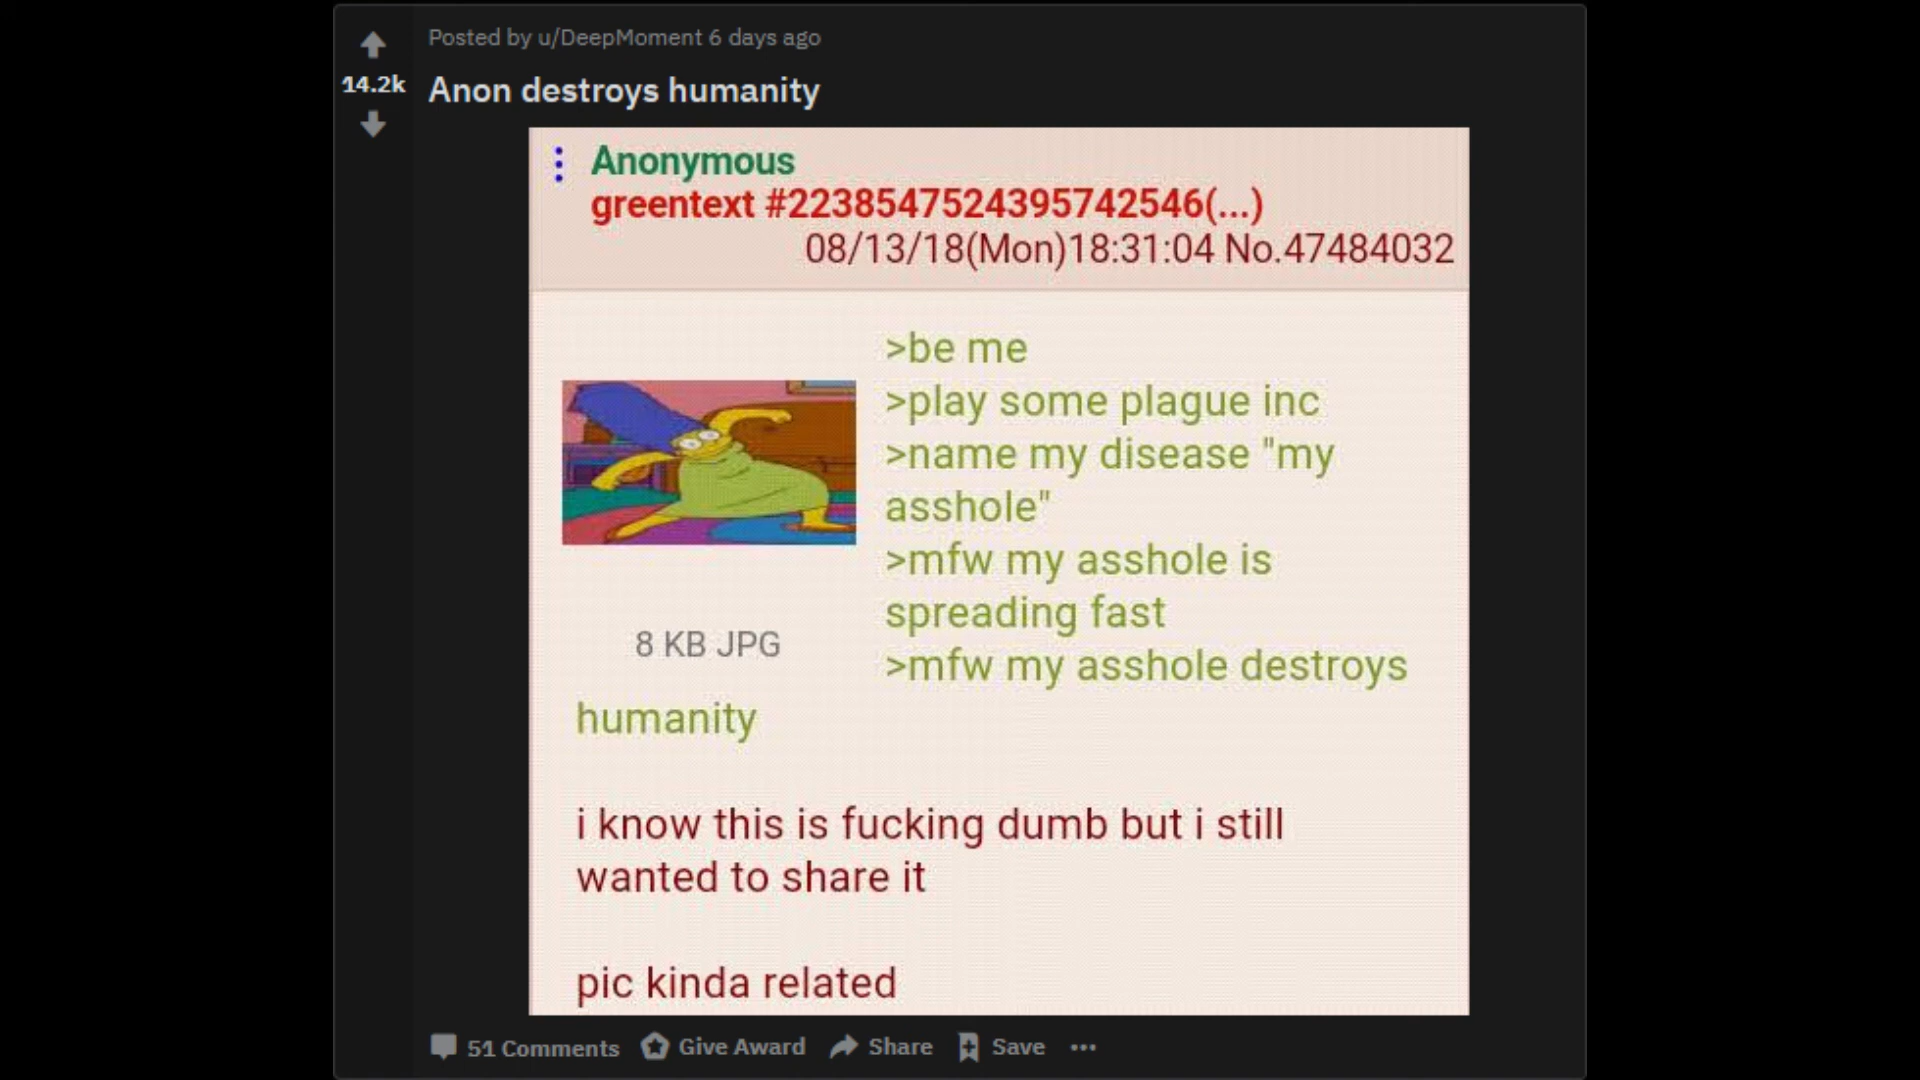 Posted by u/DeepMoment 6 days ago
14.2k
Anon destroys humanity
Anonymous
greentext #2238547524395742546(...)
08/13/18(Mon)18:31:04 No.47484032
>be me
>play some plague inc
>name my disease "my
asshole"
>mfw my asshole is
spreading fast
8 KB JPG
>mfw my asshole destroys
humanity
i know this is fucking dumb but i still
wanted to share it
pic kinda related
51 Comments Give Award Share Save ...